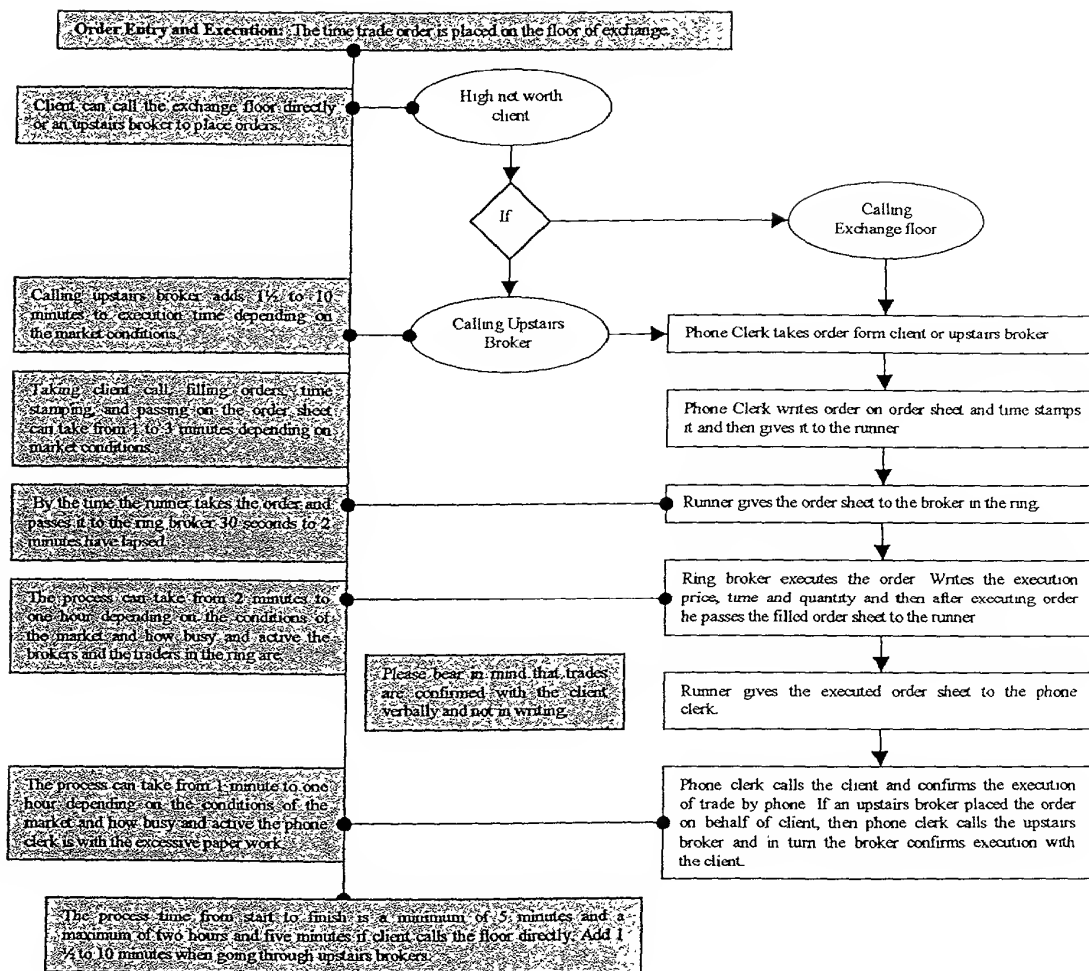 Order Entry and Execution: The time trade order is placed on the floor of exchange.
Client can call the exchange floor directly
or an upstairs broker to place orders.
High net worth
client
If
Calling
Exchange floor
Calling upstairs broker adds 1½ to 10
minutes to execution time depending on
the market conditions.
Calling Upstairs
Broker
Phone Clerk takes order form client or upstairs broker
Taking client call, filling orders, time
stamping, and passing on the order sheet
can take from 1 to 3 minutes depending on
market conditions.
Phone Clerk writes order on order sheet and time stamps
it and then gives it to the runner
By the time the runner takes the order and
passes it to the ring broker 30 seconds to 2
minutes have lapsed.
Runner gives the order sheet to the broker in the ring.
The process can take from 2 minutes to
one hour depending on the conditions of
the market and how busy and active the
brokers and the traders in the ring are.
Ring broker executes the order Writes the execution
price, time and quantity and then after executing order
he passes the filled order sheet to the runner
Please bear in mind that trades
are confirmed with the client
verbally and not in writing.
Runner gives the executed order sheet to the phone
clerk.
The process can take from 1 minute to one
hour depending on the conditions of the
market and how busy and active the phone
clerk is with the excessive paper work.
Phone clerk calls the client and confirms the execution
of trade by phone If an upstairs broker placed the order
on behalf of client, then phone clerk calls the upstairs
broker and in turn the broker confirms execution with
the client.
The process time from start to finish is a minimum of 5 minutes and a
maximum of two hours and five minutes if client calls the floor directly. Add 1
½ to 10 minutes when going through upstairs brokers.